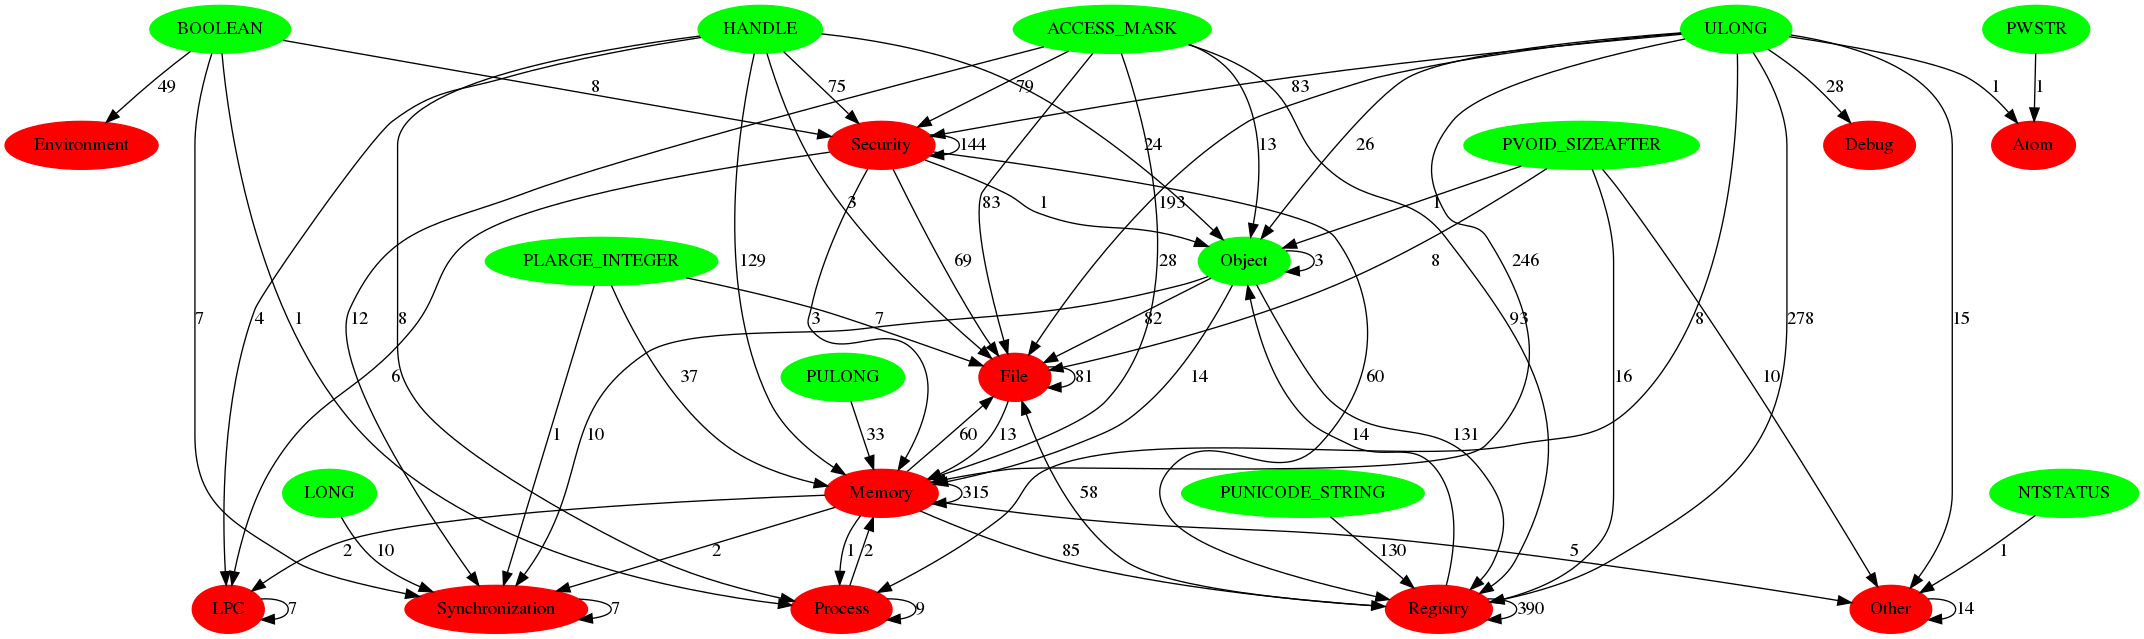 BOOLEAN HANDLE ACCESS_MASK ULONG PWSTR
49 8 75 79 83 28 1 1
Environment Security 144 13 24 26 PVOID_SIZEAFTER Debug Atom
3 83 1 193 1
PLARGE_INTEGER 129 69 28 Object 3 8 246
7 4 1 12 8 7 3 82 93 8 278 15
6 37 PULONG File 81 14 60 16 10
1 10 33 60 13 14 131
LONG Memory 315 58 PUNICODE_STRING NTSTATUS
2 10 2 1 2 85 130 5 1
LPC 7 Synchronization 7 Process 9 Registry 390 Other 14